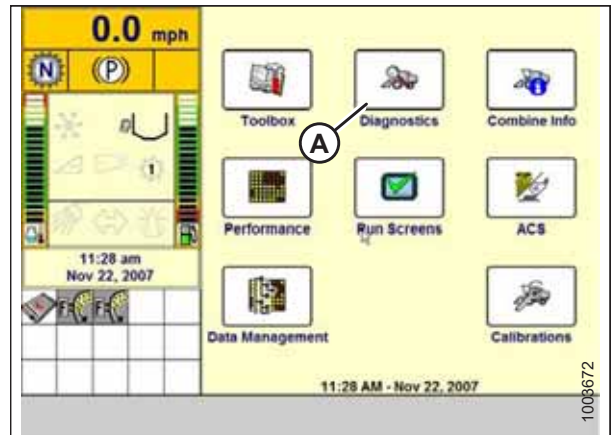 0.0 mph
N
(P)
1
11:28 am
Nov 22, 2007
F
F
Toolbox
Diagnostics
Combine Info
A
Performance
Run Screens
ACS
Data Management
Calibrations
11:28 AM - Nov 22, 2007
1003672